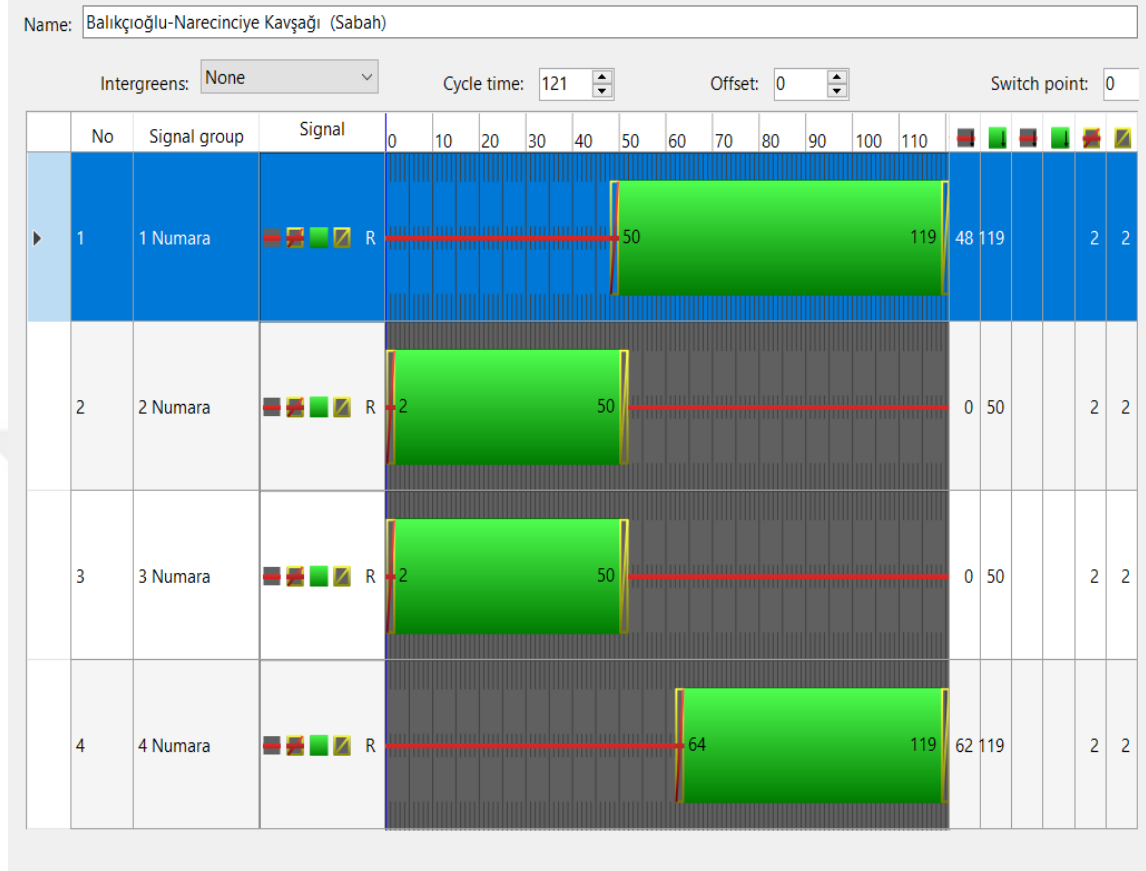 Name: Balıkçıoğlu-Narecinciye Kavşağı (Sabah)
Intergreens: None Cycle time: 121 Offset: 0 Switch point: 0
No Signal group Signal 0 10 20 30 40 50 60 70 80 90 100 110
1 1 Numara R 50 119 48 119 2 2
2 2 Numara R 2 50 0 50 2 2
3 3 Numara R 2 50 0 50 2 2
4 4 Numara R 64 119 62 119 2 2